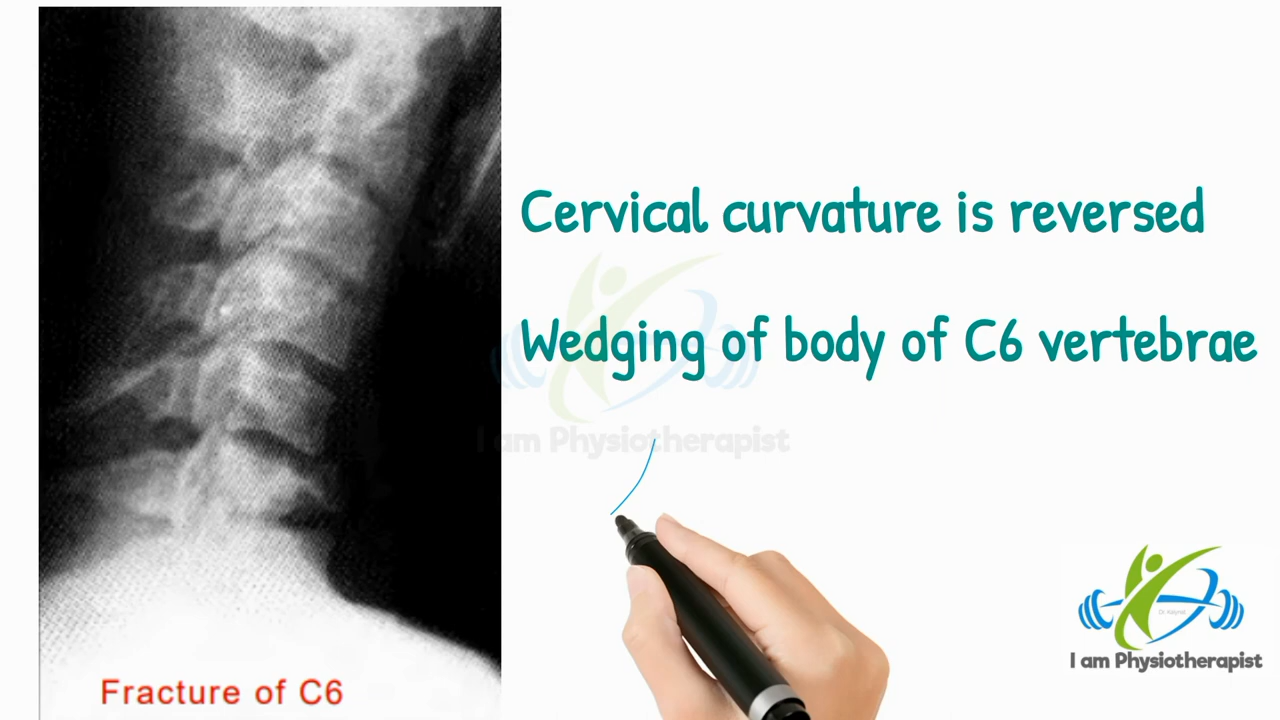 Cervical curvature is reversed
Wedging of body of C6 vertebrae
I am Physiotherapist
I am Physiotherapist
Fracture of C6